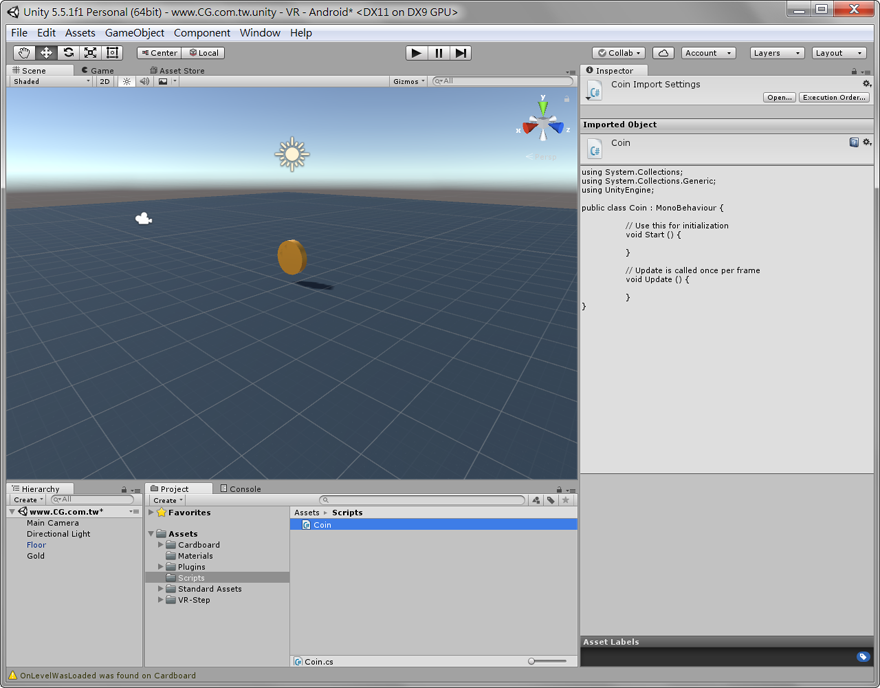 Unity 5.5.1f1 Personal (64bit) - www.CG.com.tw.unity - VR - Android* <DX11 on DX9 GPU>
File Edit Assets GameObject Component Window Help
Center Local Collab Account Layers Layout
Scene Game Asset Store
Shaded 2D Gizmos All
y
x z
Inspector
Coin Import Settings
Open... Execution Order...
Imported Object
C# Coin
using System.Collections;
using System.Collections.Generic;
using UnityEngine;
public class Coin : MonoBehaviour {
// Use this for initialization
void Start () {
}
// Update is called once per frame
void Update () {
}
}
Hierarchy
Create All
www.CG.com.tw*
Main Camera
Directional Light
Floor
Gold
Project Console
Create
Favorites
Assets
Cardboard
Materials
Plugins
Scripts
Standard Assets
VR-Step
Assets Scripts
Coin
Coin.cs
Asset Labels
OnLevelWasLoaded was found on Cardboard